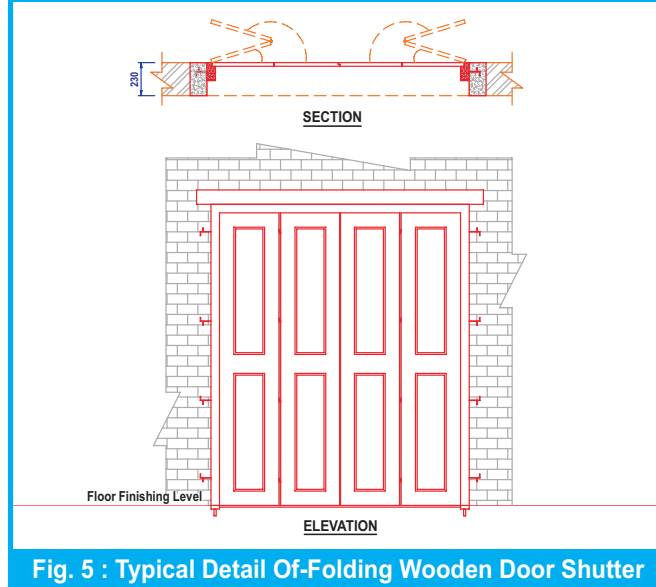 230
SECTION
Floor Finishing Level
ELEVATION
Fig. 5 : Typical Detail Of-Folding Wooden Door Shutter